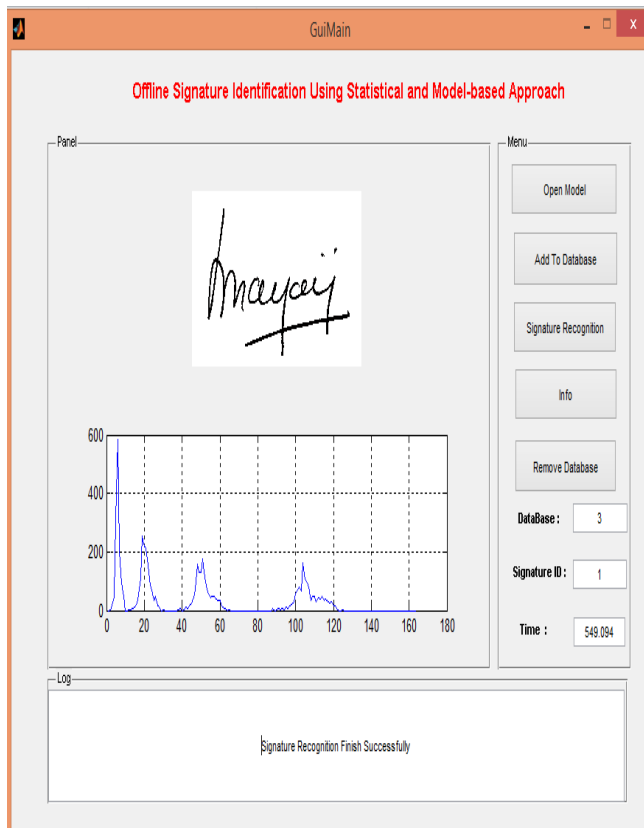 GuiMain
Offline Signature Identification Using Statistical and Model-based Approach
Panel
600
400
200
0
0 20 40 60 80 100 120 140 160 180
Menu
Open Model
Add To Database
Signature Recognition
Info
Remove Database
DataBase : 3
Signature ID : 1
Time : 549.094
Log
Signature Recognition Finish Successfully